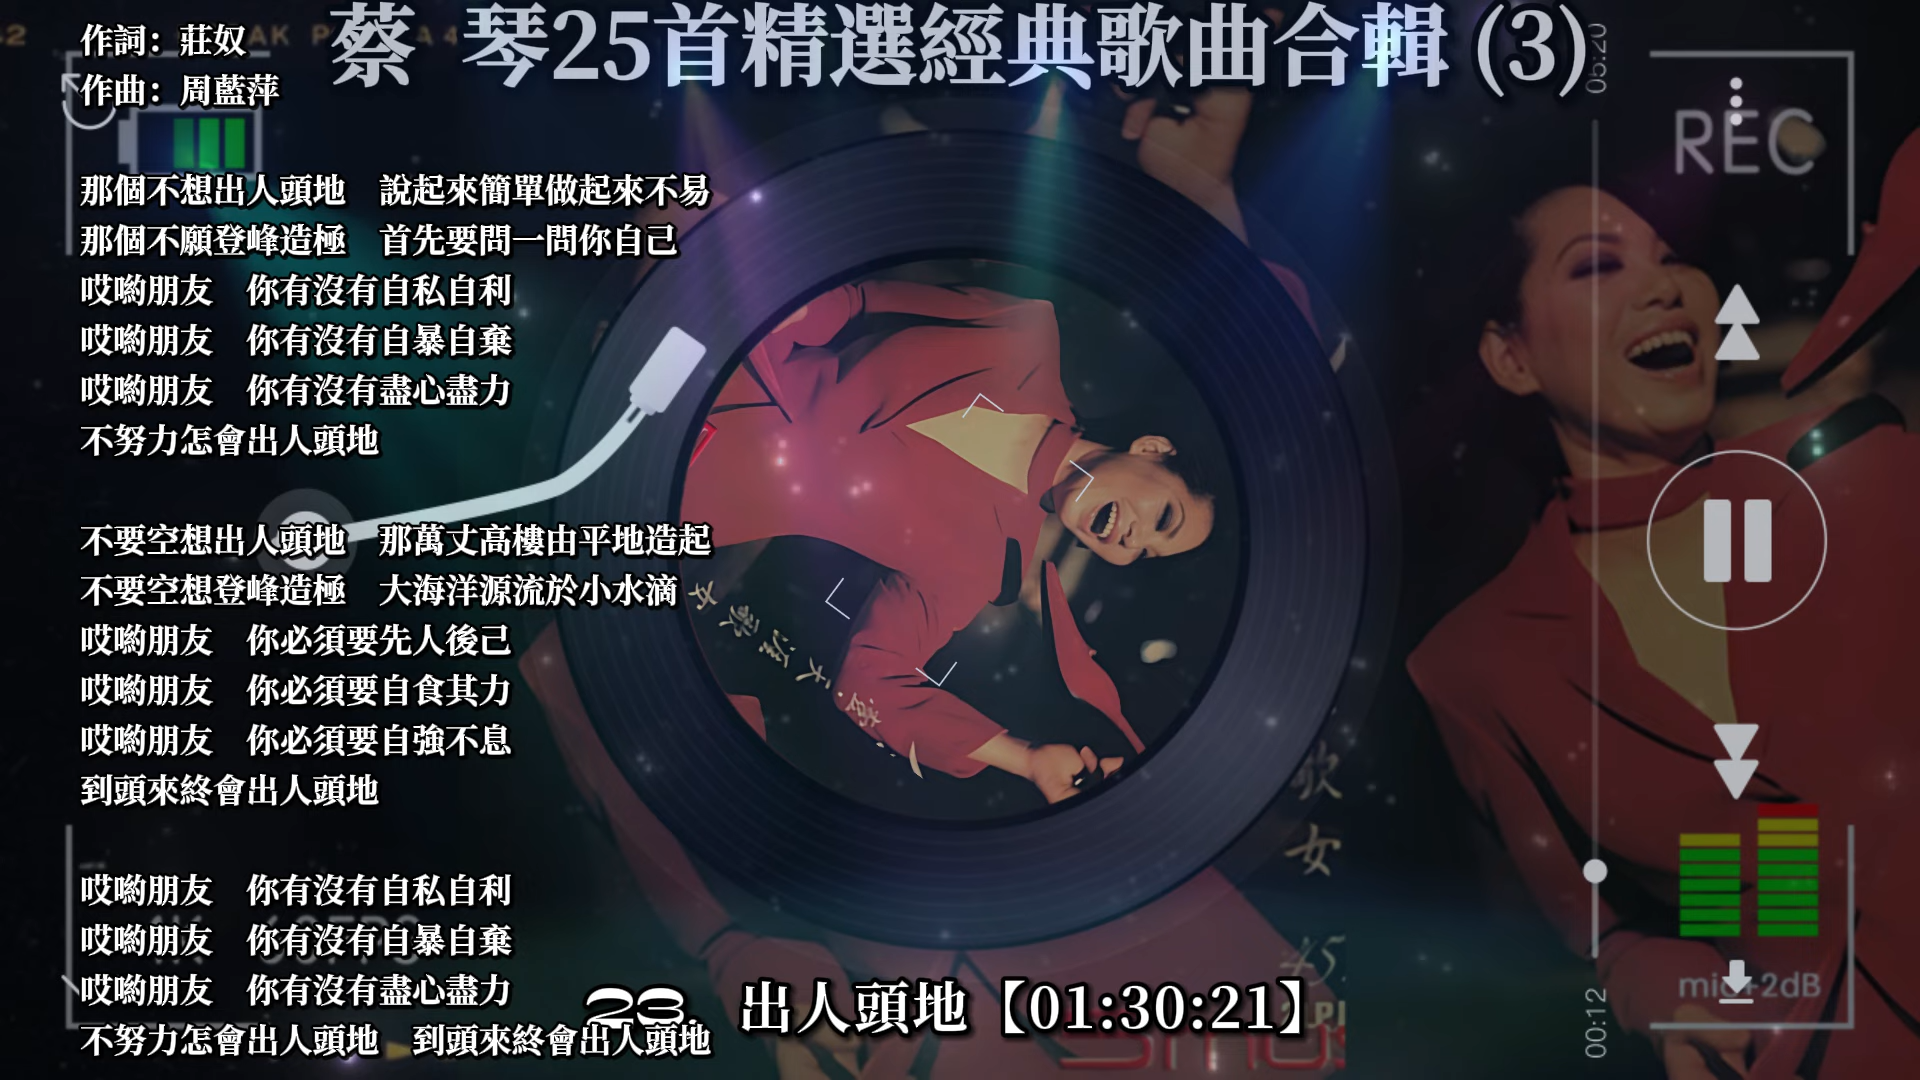 蔡 琴25首精選經典歌曲合輯 (3)
作詞：莊奴
作曲：周藍萍
那個不想出人頭地　說起來簡單做起來不易
那個不願登峰造極　首先要問一問你自己
哎喲朋友　你有沒有自私自利
哎喲朋友　你有沒有自暴自棄
哎喲朋友　你有沒有盡心盡力
不努力怎會出人頭地
不要空想出人頭地　那萬丈高樓由平地造起
不要空想登峰造極　大海洋源流於小水滴
哎喲朋友　你必須要先人後己
哎喲朋友　你必須要自食其力
哎喲朋友　你必須要自強不息
到頭來終會出人頭地
哎喲朋友　你有沒有自私自利
哎喲朋友　你有沒有自暴自棄
哎喲朋友　你有沒有盡心盡力
不努力怎會出人頭地　到頭來終會出人頭地
23. 出人頭地【01:30:21】
05:20
REC
00:12
mic+2dB
歌
女